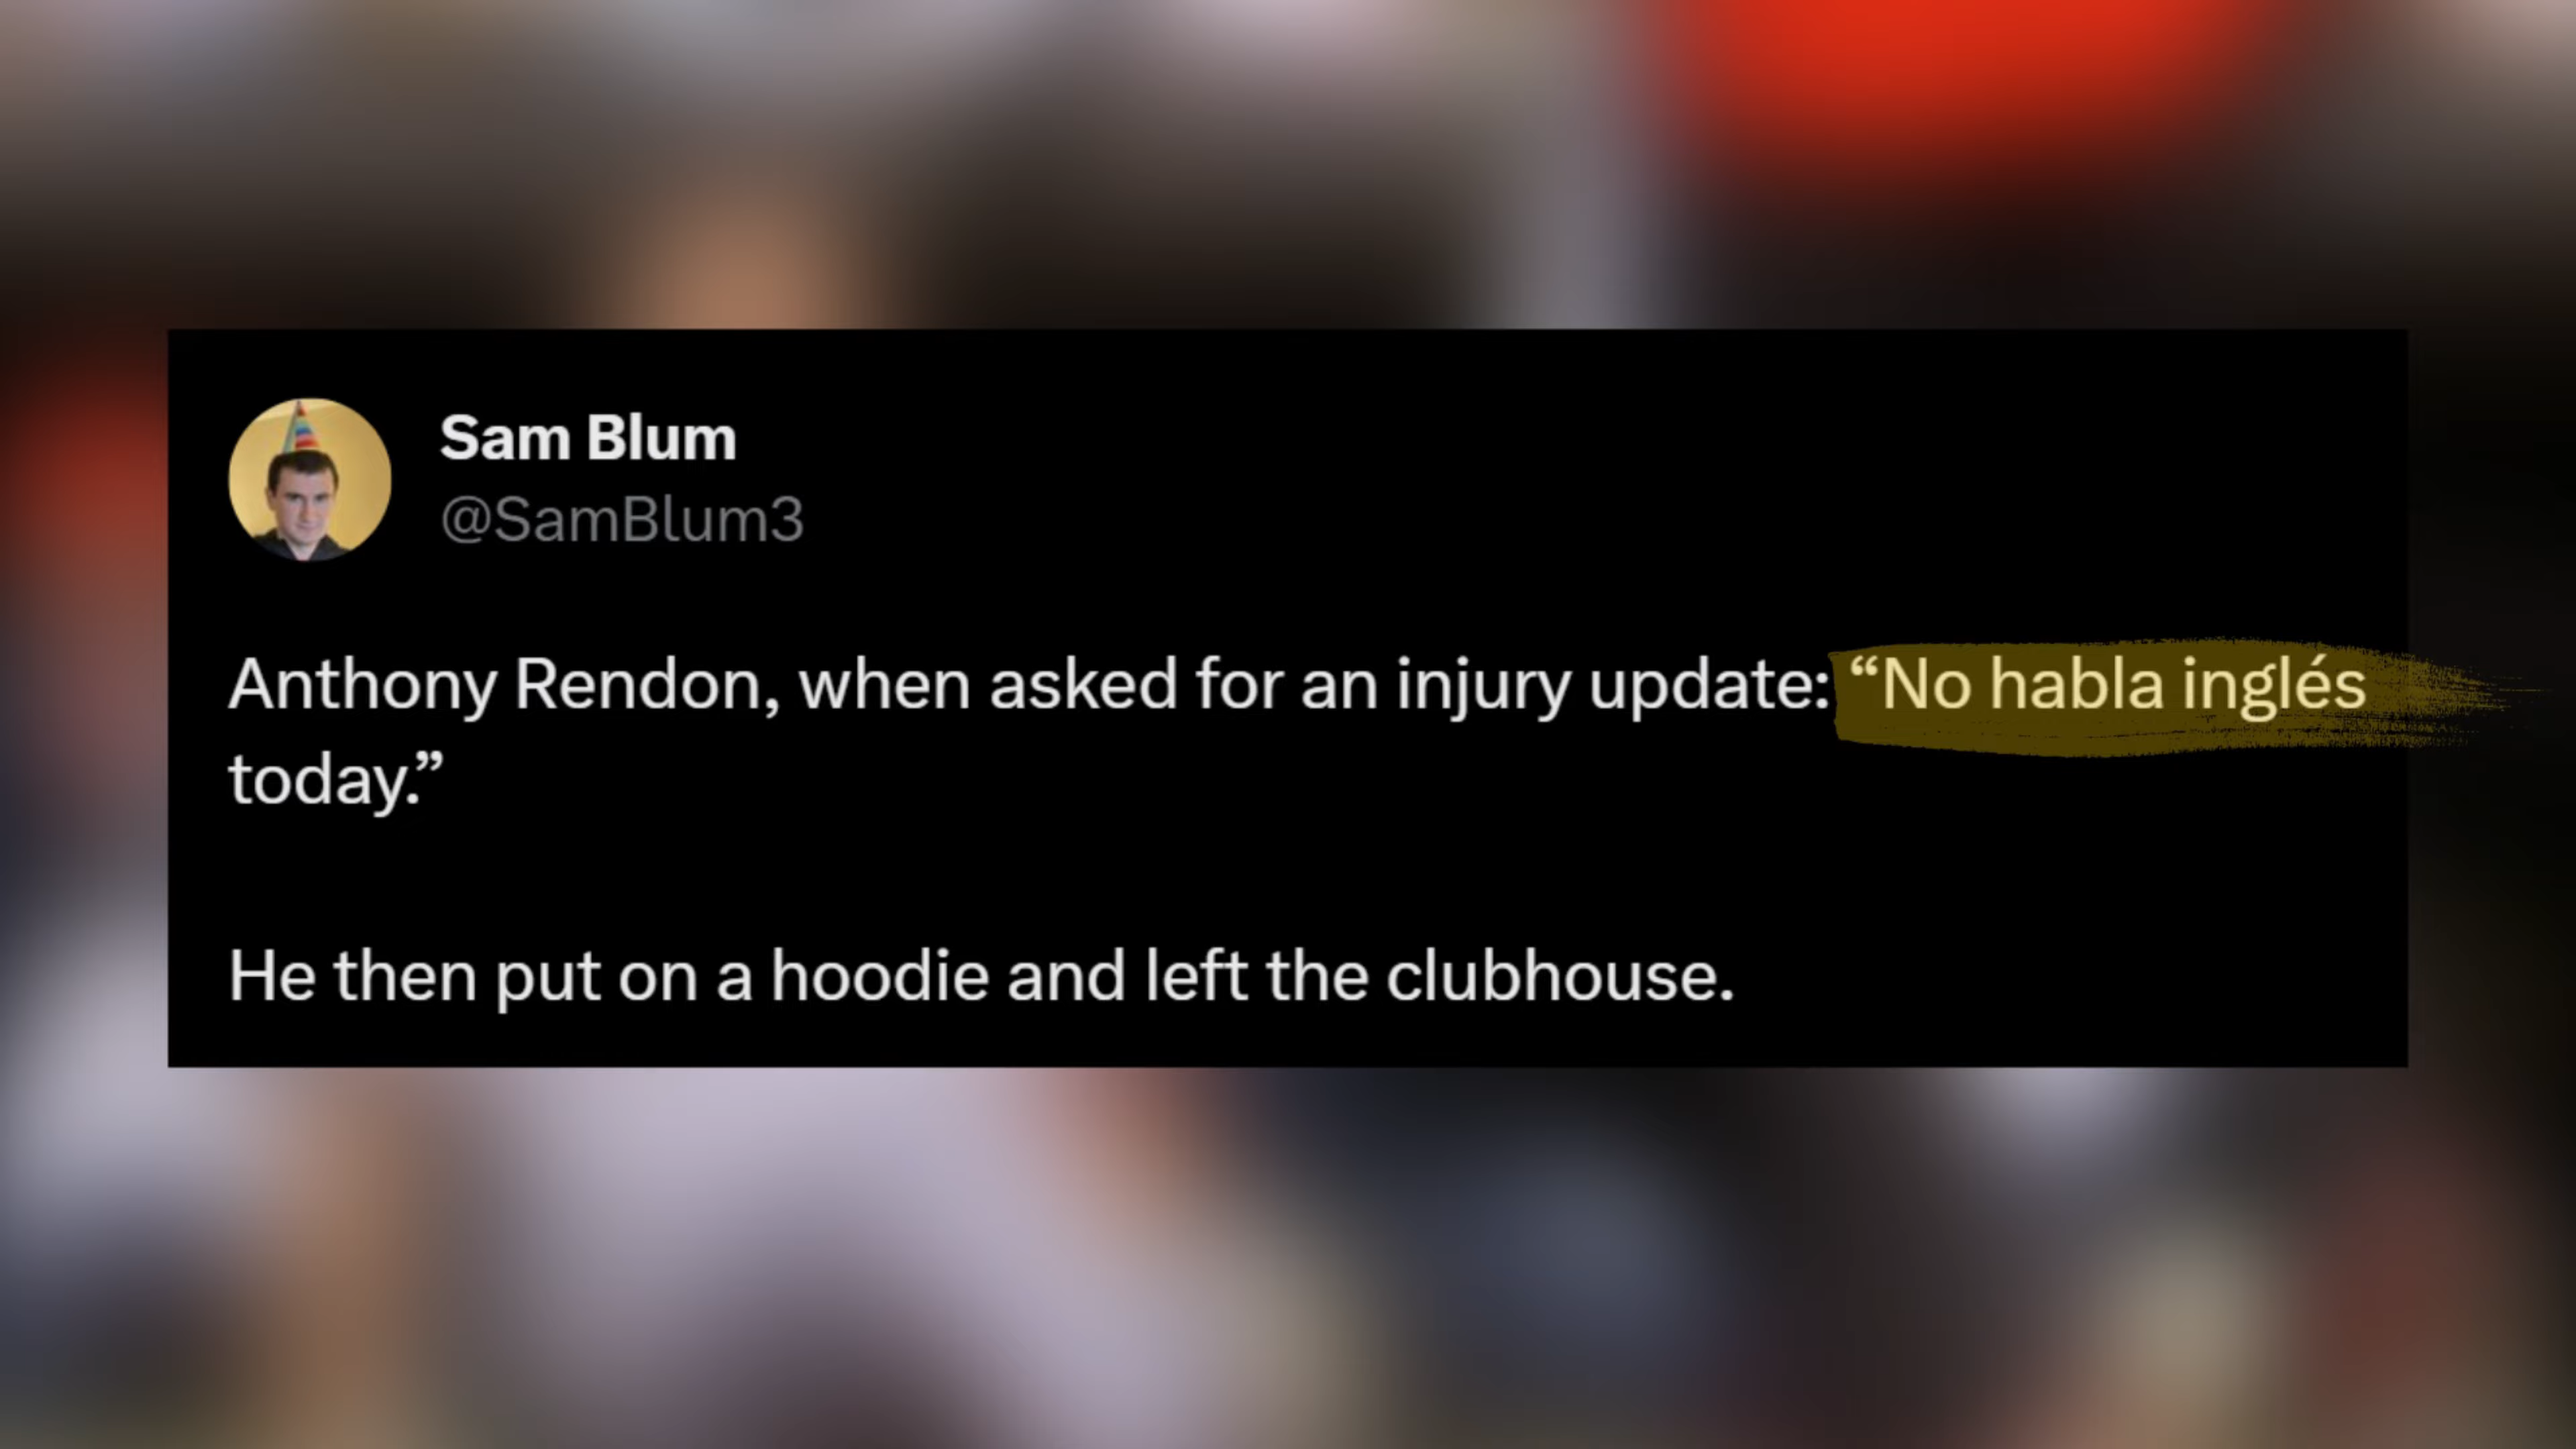 Sam Blum
@SamBlum3
Anthony Rendon, when asked for an injury update: “No habla inglés
today.”
He then put on a hoodie and left the clubhouse.